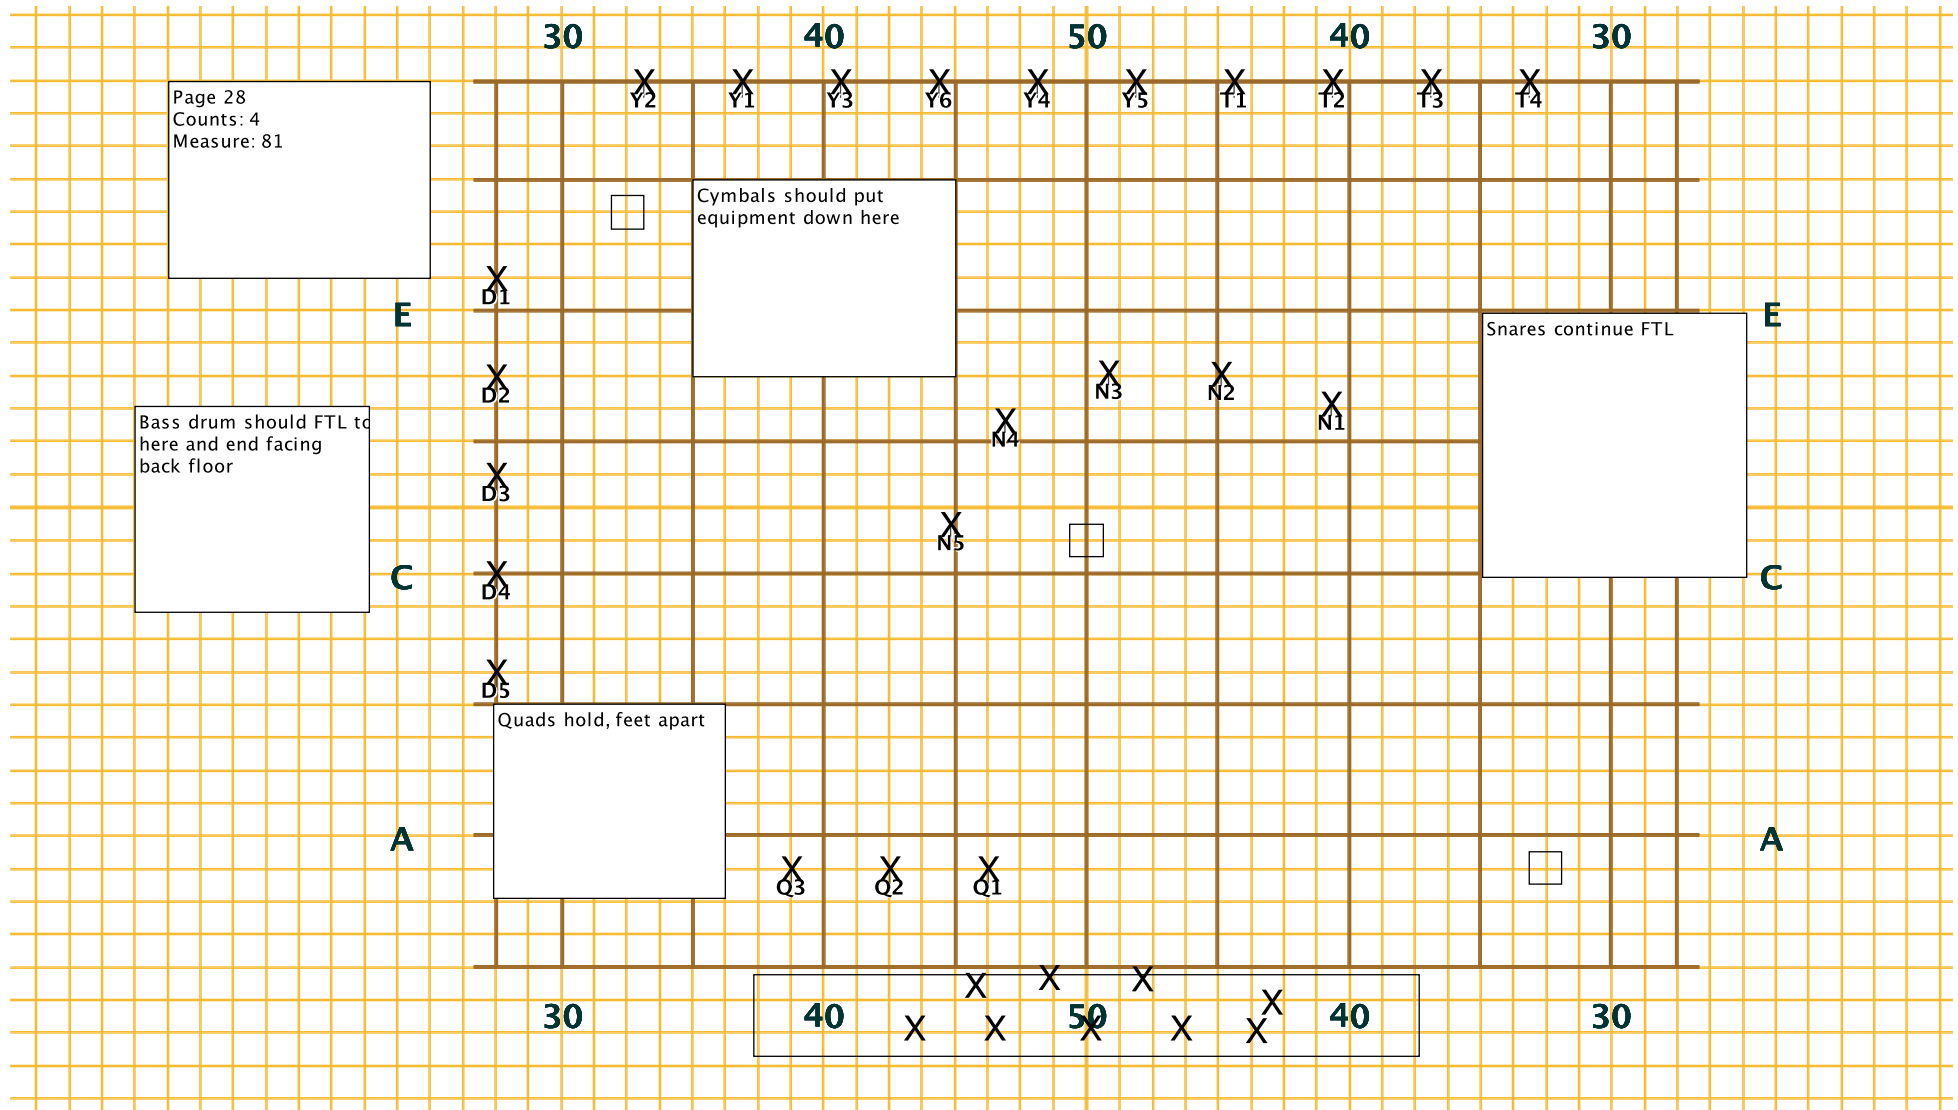 30 40 50 40 30
Y2 Y1 Y3 Y6 Y4 Y5 T1 T2 T3 T4
Page 28
Counts: 4
Measure: 81
Cymbals should put
equipment down here
D1
E E
Snares continue FTL
D2 N3 N2
N1
Bass drum should FTL to
here and end facing
back floor
N4
D3
N5
C C
D4
D5
Quads hold, feet apart
A A
Q3 Q2 Q1
X X X
X
30 40 50 40 30
X X X X X